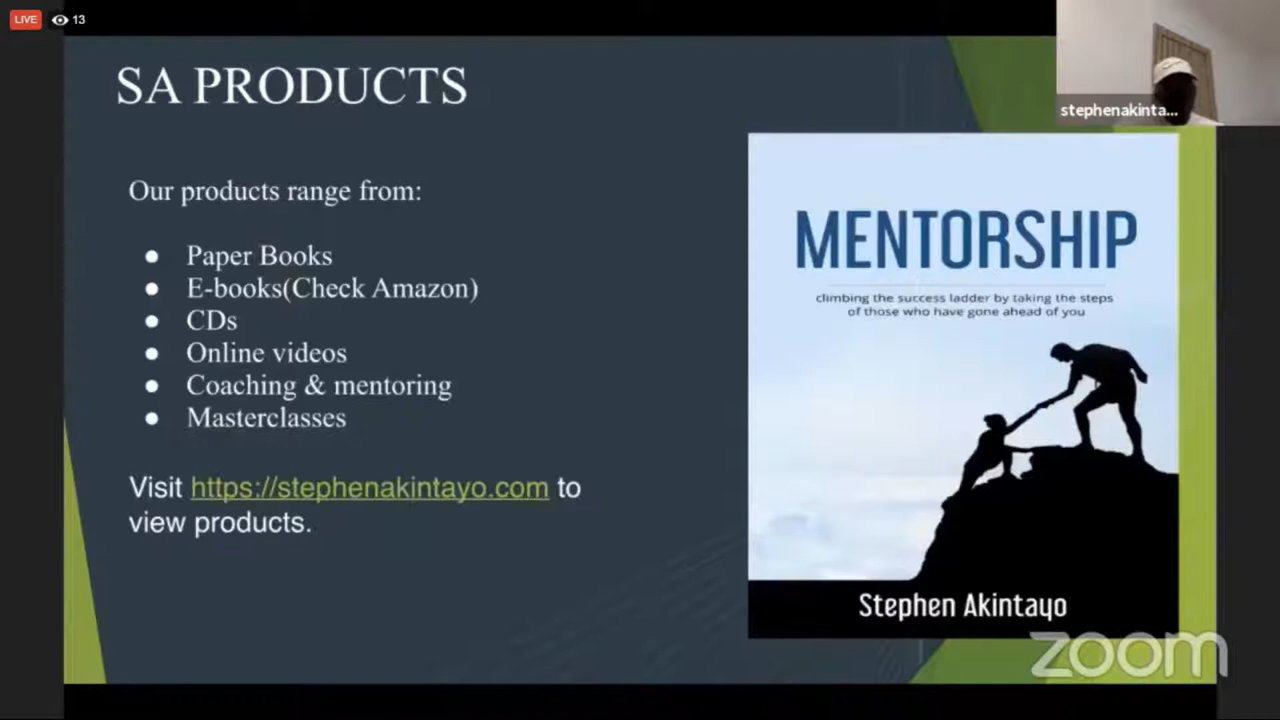 LIVE 13
stephenakinta...
SA PRODUCTS
Our products range from:
● Paper Books
● E-books(Check Amazon)
● CDs
● Online videos
● Coaching & mentoring
● Masterclasses
Visit https://stephenakintayo.com to
view products.
MENTORSHIP
climbing the success ladder by taking the steps
of those who have gone ahead of you
Stephen Akintayo
zoom